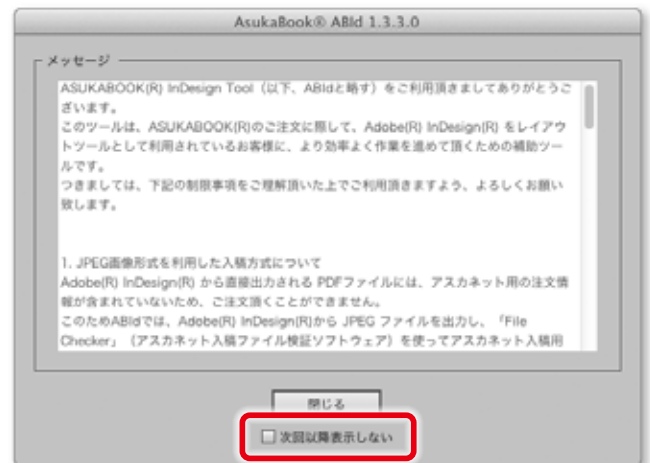 AsukaBook® ABId 1.3.3.0
メッセージ
ASUKABOOK(R) InDesign Tool（以下、ABIdと略す）をご利用頂きましてありがとうご
ざいます。
このツールは、ASUKABOOK(R)のご注文に際して、Adobe(R) InDesign(R) をレイアウ
トツールとして利用されているお客様に、より効率よく作業を進めて頂くための補助ツー
ルです。
つきましては、下記の制限事項をご理解頂いた上でご利用頂きますよう、よろしくお願い
致します。
1. JPEG画像形式を利用した入稿方式について
Adobe(R) InDesign(R) から直接出力される PDFファイルには、アスカネット用の注文情
報が含まれていないため、ご注文頂くことができません。
このためABIdでは、Adobe(R) InDesign(R)から JPEG ファイルを出力し、「File
Checker」（アスカネット入稿ファイル検証ソフトウェア）を使ってアスカネット入稿用
閉じる
次回以降表示しない